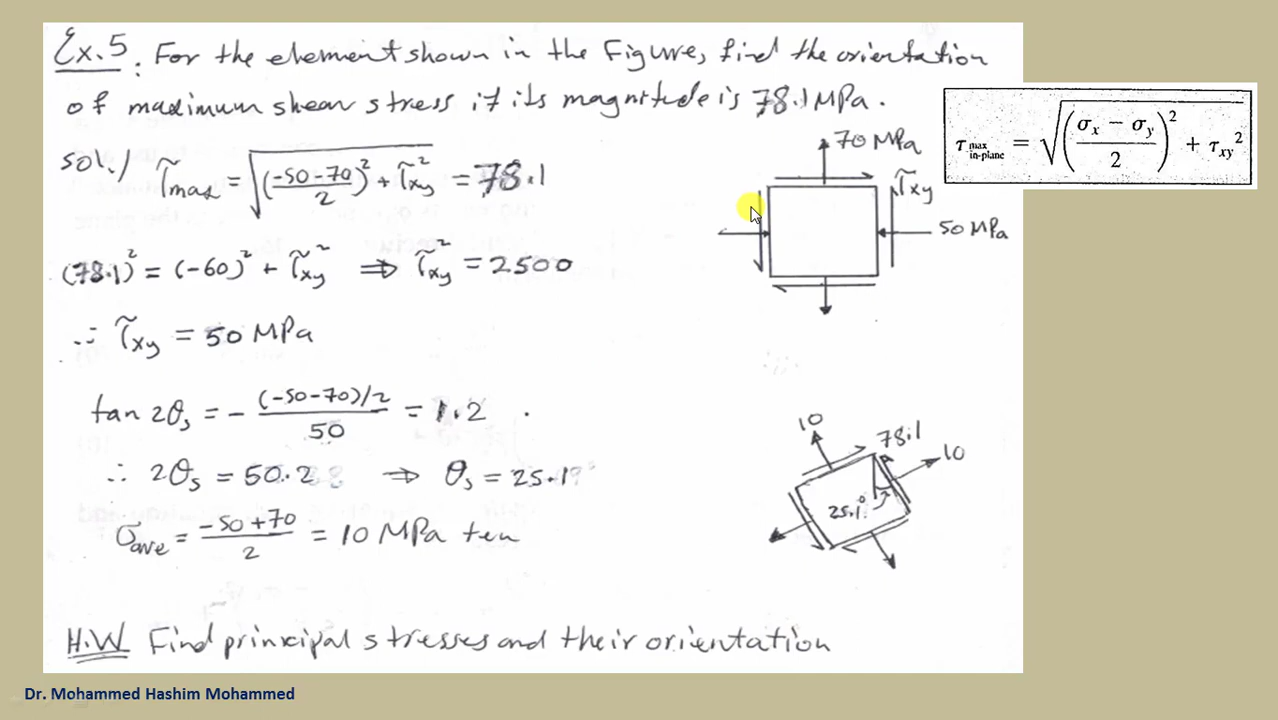 Ex.5: For the element shown in the Figure, find the orientation
of maximum shear stress if its magnitude is 78.1 MPa.
sol./ τmax = √((-50-70)/2)² + τxy² = 78.1
(78.1)² = (-60)² + τxy² ⇒ τxy² = 2500
∴ τxy = 50 MPa
tan 2θs = - (-50-70)/2 / 50 = 1.2
∴ 2θs = 50.2 ⇒ θs = 25.1°
σave = (-50+70)/2 = 10 MPa ten
H.W Find principal stresses and their orientation
τ max in-plane = √((σx − σy)/2)² + τxy²
70 MPa
τxy
50 MPa
10
78.1
10
25.1°
Dr. Mohammed Hashim Mohammed